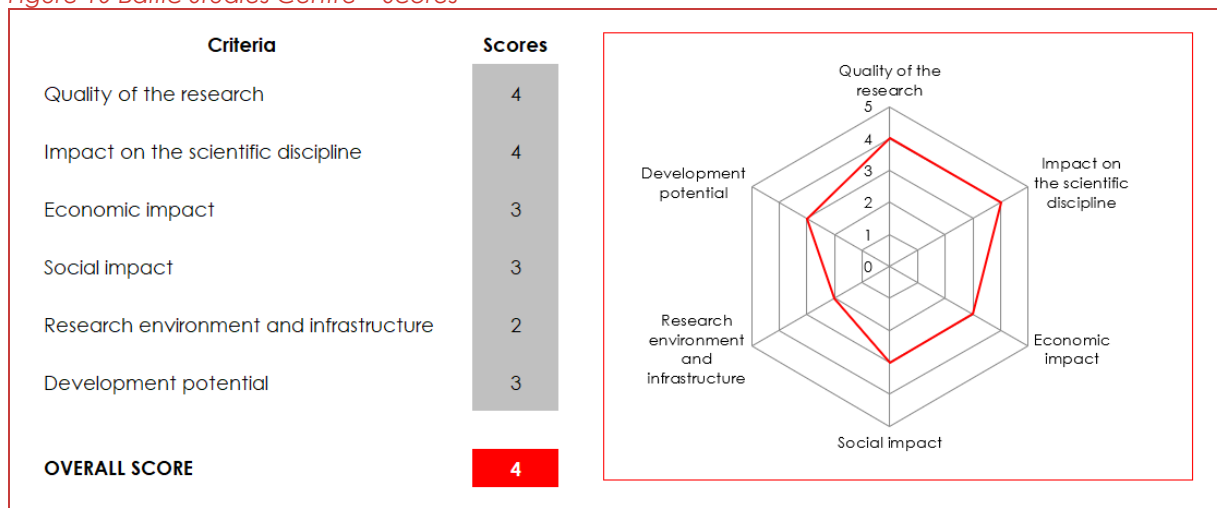 Criteria Scores
Quality of the research 4
Impact on the scientific discipline 4
Economic impact 3
Social impact 3
Research environment and infrastructure 2
Development potential 3
OVERALL SCORE 4
Quality of the
research
5
4
3
2
1
0
Impact on
the scientific
discipline
Economic
impact
Social impact
Research
environment
and
infrastructure
Development
potential